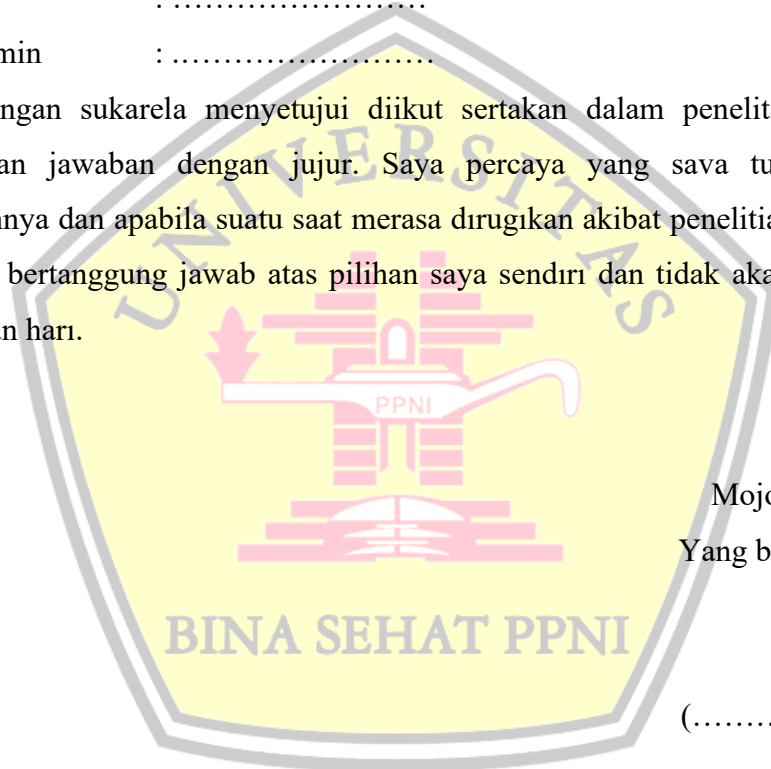 : ……………………
min : ……………………
ngan sukarela menyetujui diikut sertakan dalam penelit
an jawaban dengan jujur. Saya percaya yang sava tu
nnya dan apabila suatu saat merasa dırugıkan akibat penelitia
bertanggung jawab atas pilihan saya sendırı dan tidak aka
n harı.
UNIVERSITAS
PPNI
Mojo
Yang b
BINA SEHAT PPNI
(………